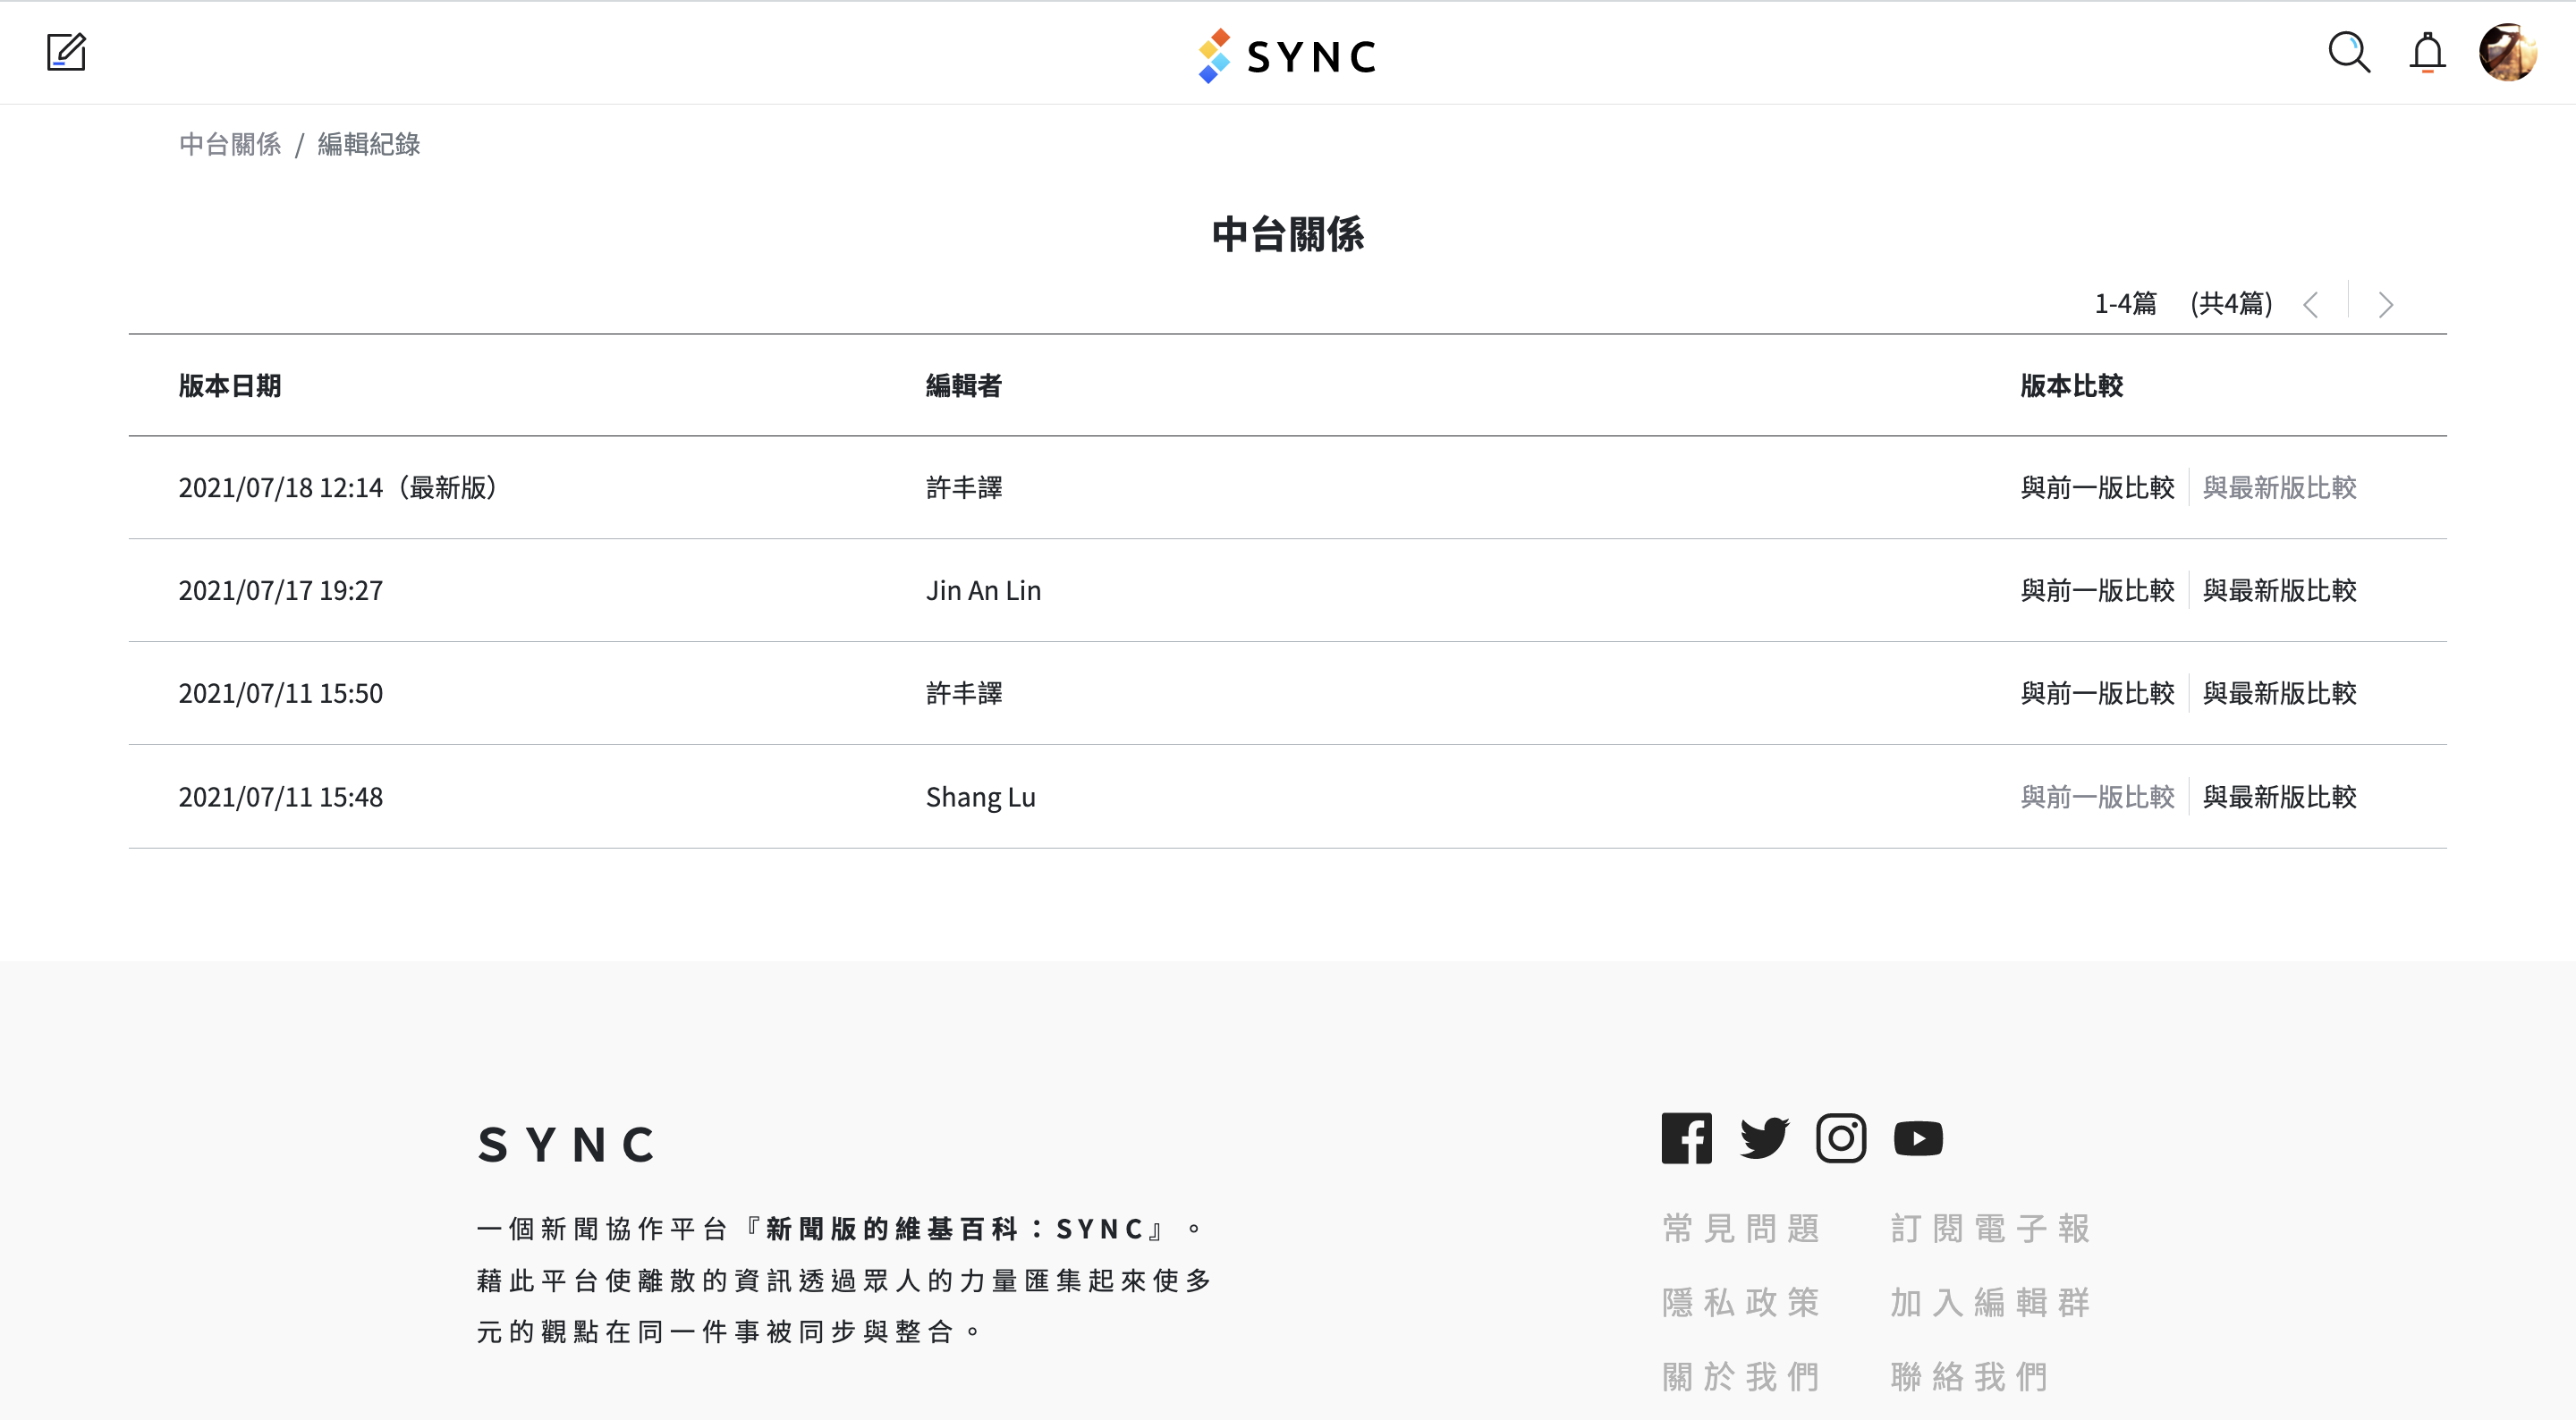 SYNC
中台關係 / 編輯紀錄
中台關係
1-4篇 (共4篇)
版本日期 編輯者 版本比較
2021/07/18 12:14（最新版） 許丯譯 與前一版比較 與最新版比較
2021/07/17 19:27 Jin An Lin 與前一版比較 與最新版比較
2021/07/11 15:50 許丯譯 與前一版比較 與最新版比較
2021/07/11 15:48 Shang Lu 與前一版比較 與最新版比較
SYNC
一個新聞協作平台『新聞版的維基百科：SYNC』。
藉此平台使離散的資訊透過眾人的力量匯集起來使多
元的觀點在同一件事被同步與整合。
常見問題 訂閱電子報
隱私政策 加入編輯群
關於我們 聯絡我們